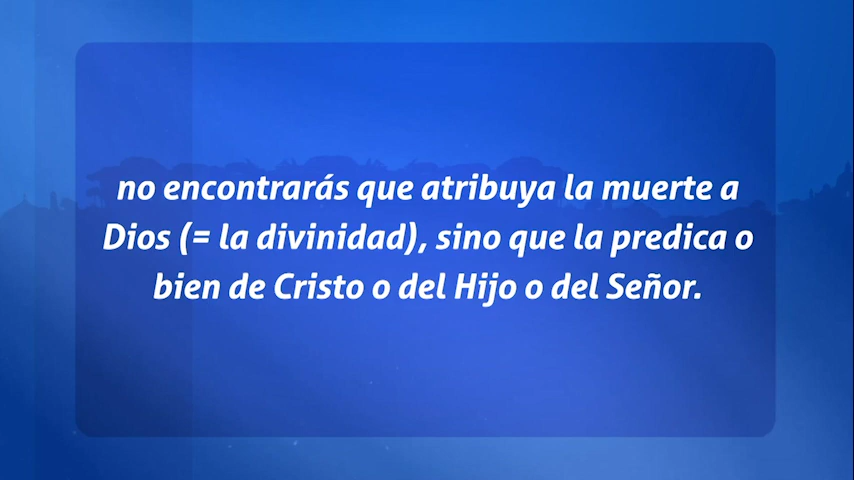 no encontrarás que atribuya la muerte a
Dios (= la divinidad), sino que la predica o
bien de Cristo o del Hijo o del Señor.